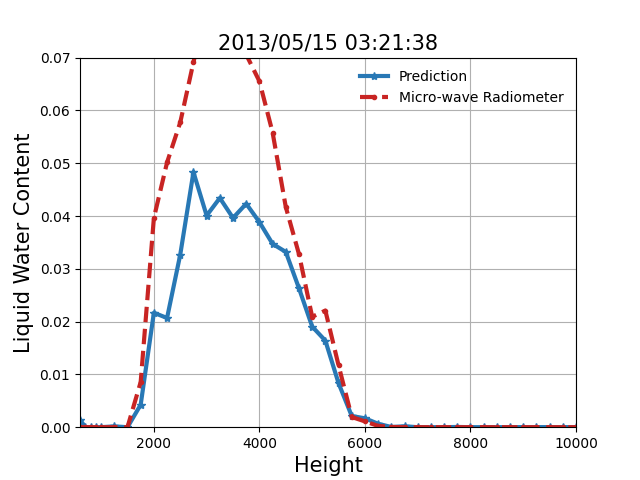 2013/05/15 03:21:38
Prediction
Micro-wave Radiometer
Liquid Water Content
0.07
0.06
0.05
0.04
0.03
0.02
0.01
0.00
2000 4000 6000 8000 10000
Height